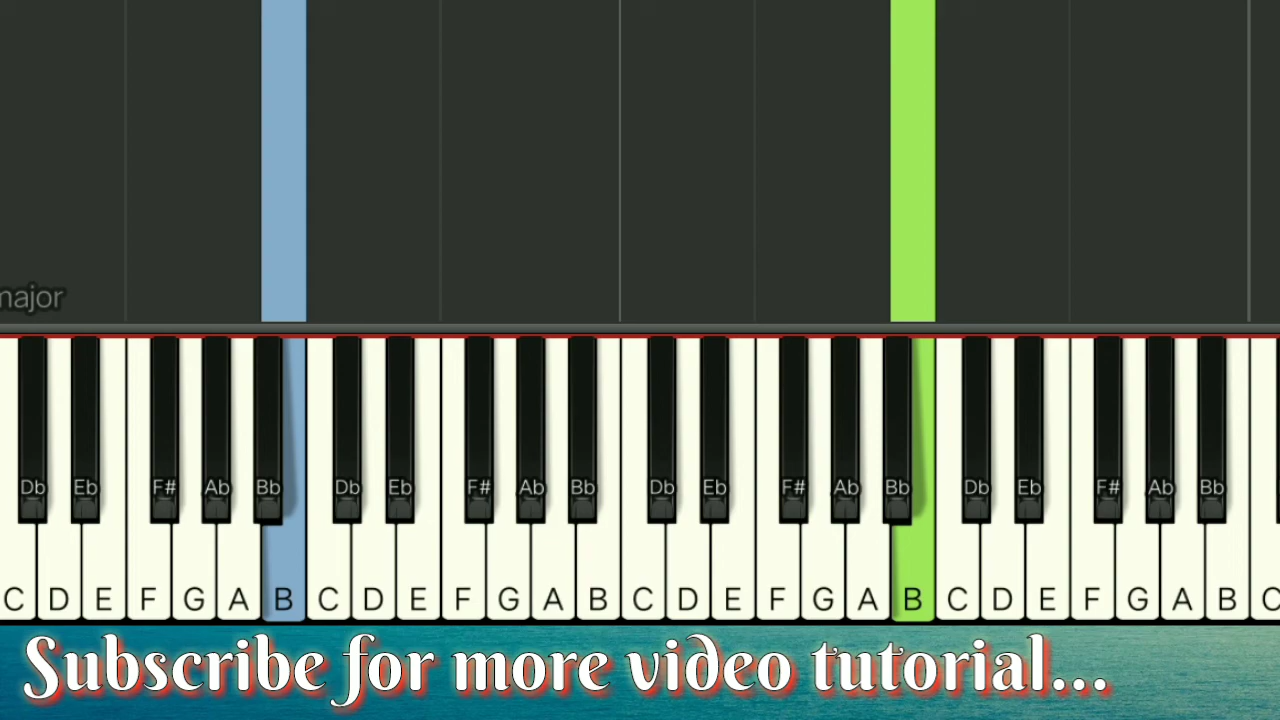 major
Db Eb F# Ab Bb Db Eb F# Ab Bb Db Eb F# Ab Bb Db Eb F# Ab Bb
C D E F G A B C D E F G A B C D E F G A B C D E F G A B C
Subscribe for more video tutorial...